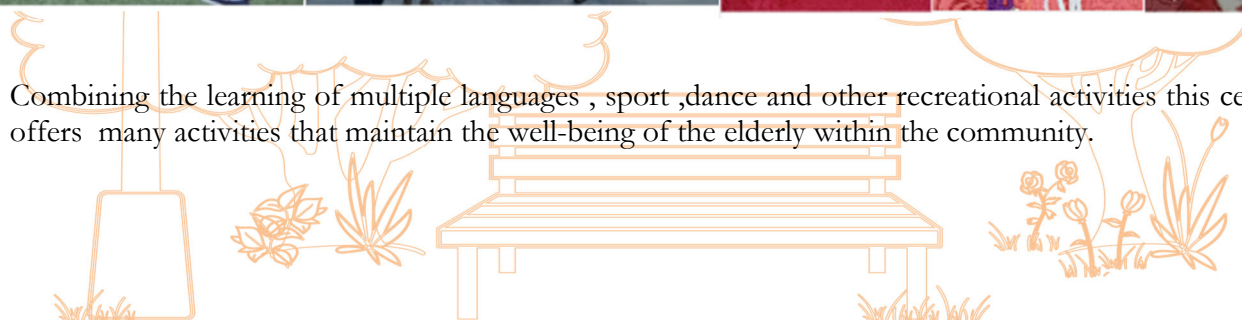 Combining the learning of multiple languages , sport ,dance and other recreational activities this
offers  many activities that maintain the well-being of the elderly within the community.